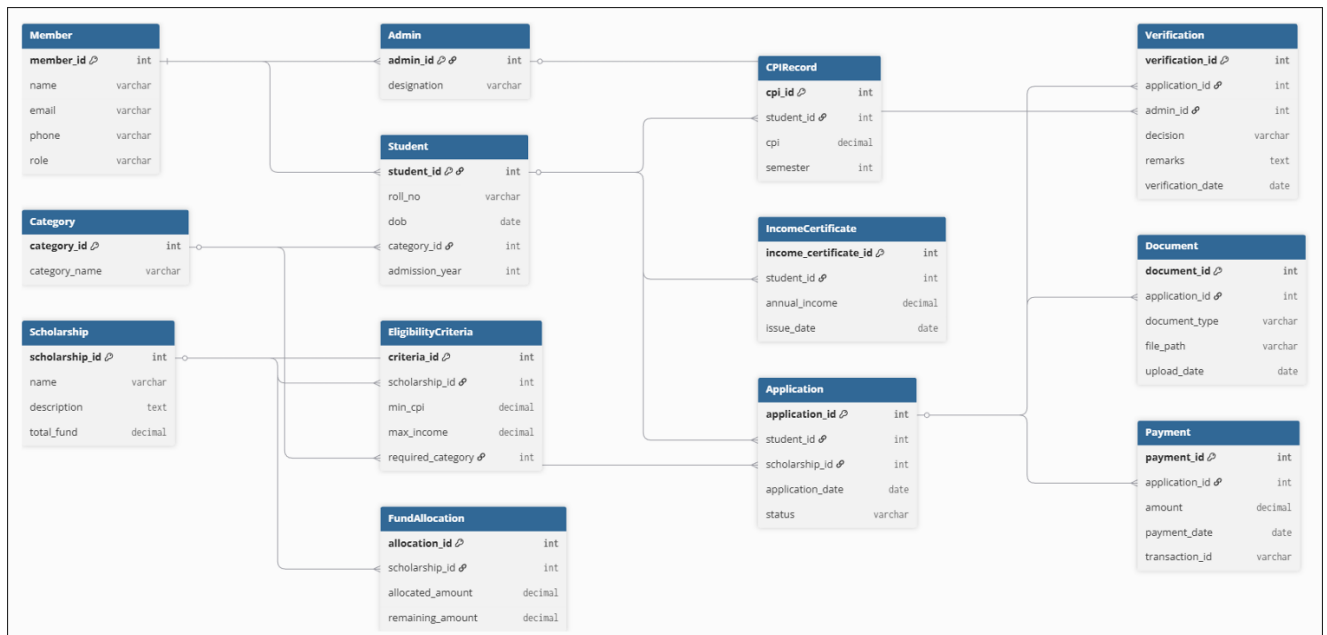 Member
member_id int
name varchar
email varchar
phone varchar
role varchar
Category
category_id int
category_name varchar
Scholarship
scholarship_id int
name varchar
description text
total_fund decimal
Admin
admin_id int
designation varchar
Student
student_id int
roll_no varchar
dob date
category_id int
admission_year int
EligibilityCriteria
criteria_id int
scholarship_id int
min_cpi decimal
max_income decimal
required_category int
FundAllocation
allocation_id int
scholarship_id int
allocated_amount decimal
remaining_amount decimal
CPIRecord
cpi_id int
student_id int
cpi decimal
semester int
IncomeCertificate
income_certificate_id int
student_id int
annual_income decimal
issue_date date
Application
application_id int
student_id int
scholarship_id int
application_date date
status varchar
Verification
verification_id int
application_id int
admin_id int
decision varchar
remarks text
verification_date date
Document
document_id int
application_id int
document_type varchar
file_path varchar
upload_date date
Payment
payment_id int
application_id int
amount decimal
payment_date date
transaction_id varchar